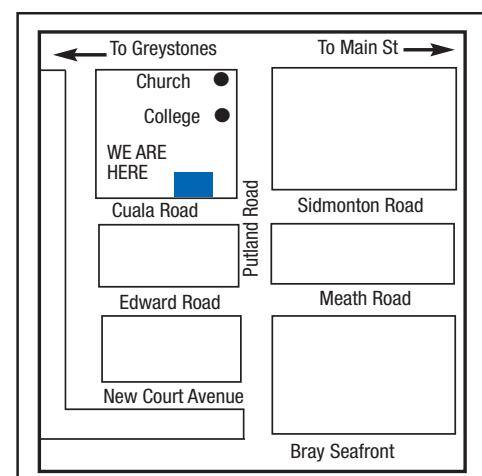 To Greystones
To Main St
Church
College
WE ARE
HERE
Putland Road
Cuala Road
Sidmonton Road
Edward Road
Meath Road
New Court Avenue
Bray Seafront